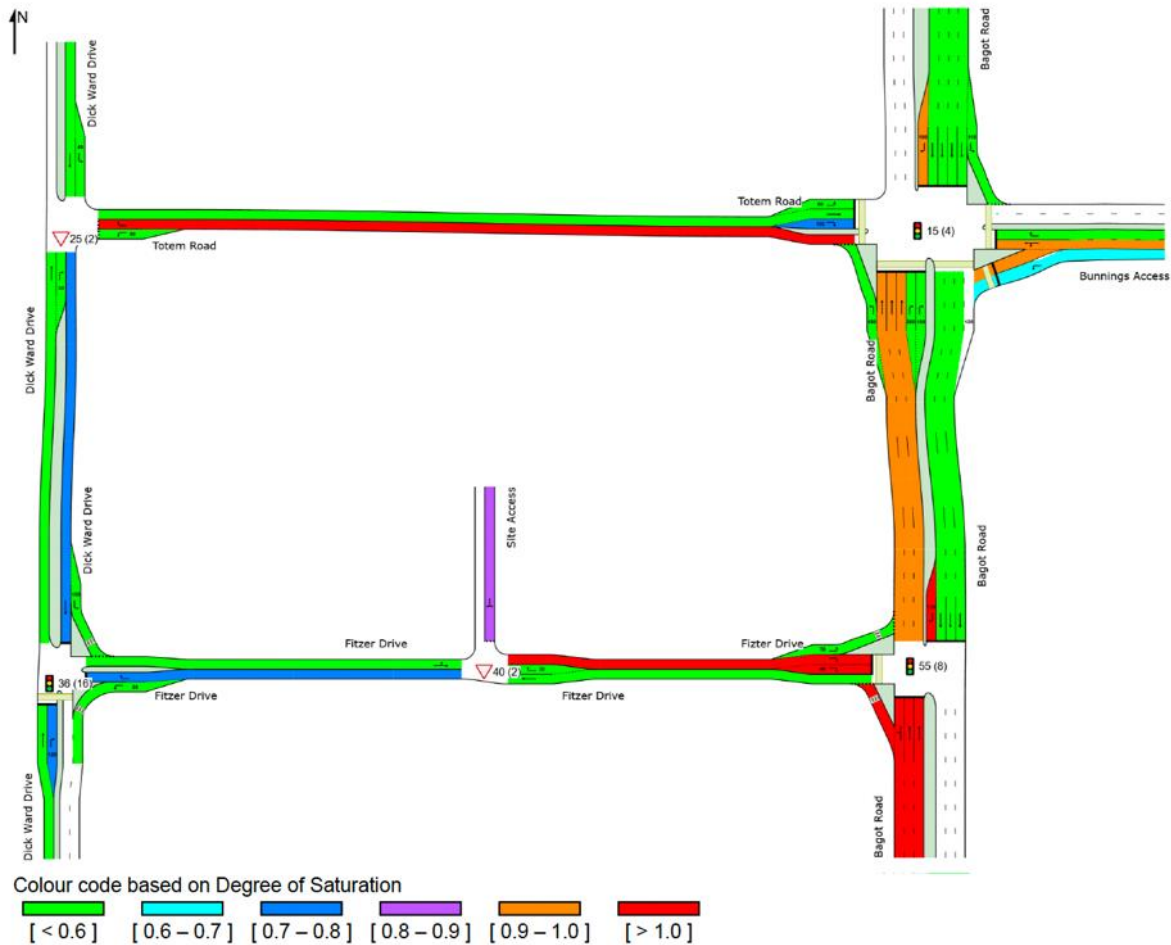 N
Bagot Road
Dick Ward Drive
Totem Road
15 (4)
25 (2)
Totem Road
Bunnings Access
Dick Ward Drive
Bagot Road
Dick Ward Drive
Site Access
Bagot Road
Fitzer Drive
Fizter Drive
40 (2)
55 (8)
36 (16)
Fitzer Drive
Fitzer Drive
Dick Ward Drive
Bagot Road
Colour code based on Degree of Saturation
[ < 0.6 ] [ 0.6 – 0.7 ] [ 0.7 – 0.8 ] [ 0.8 – 0.9 ] [ 0.9 – 1.0 ] [ > 1.0 ]